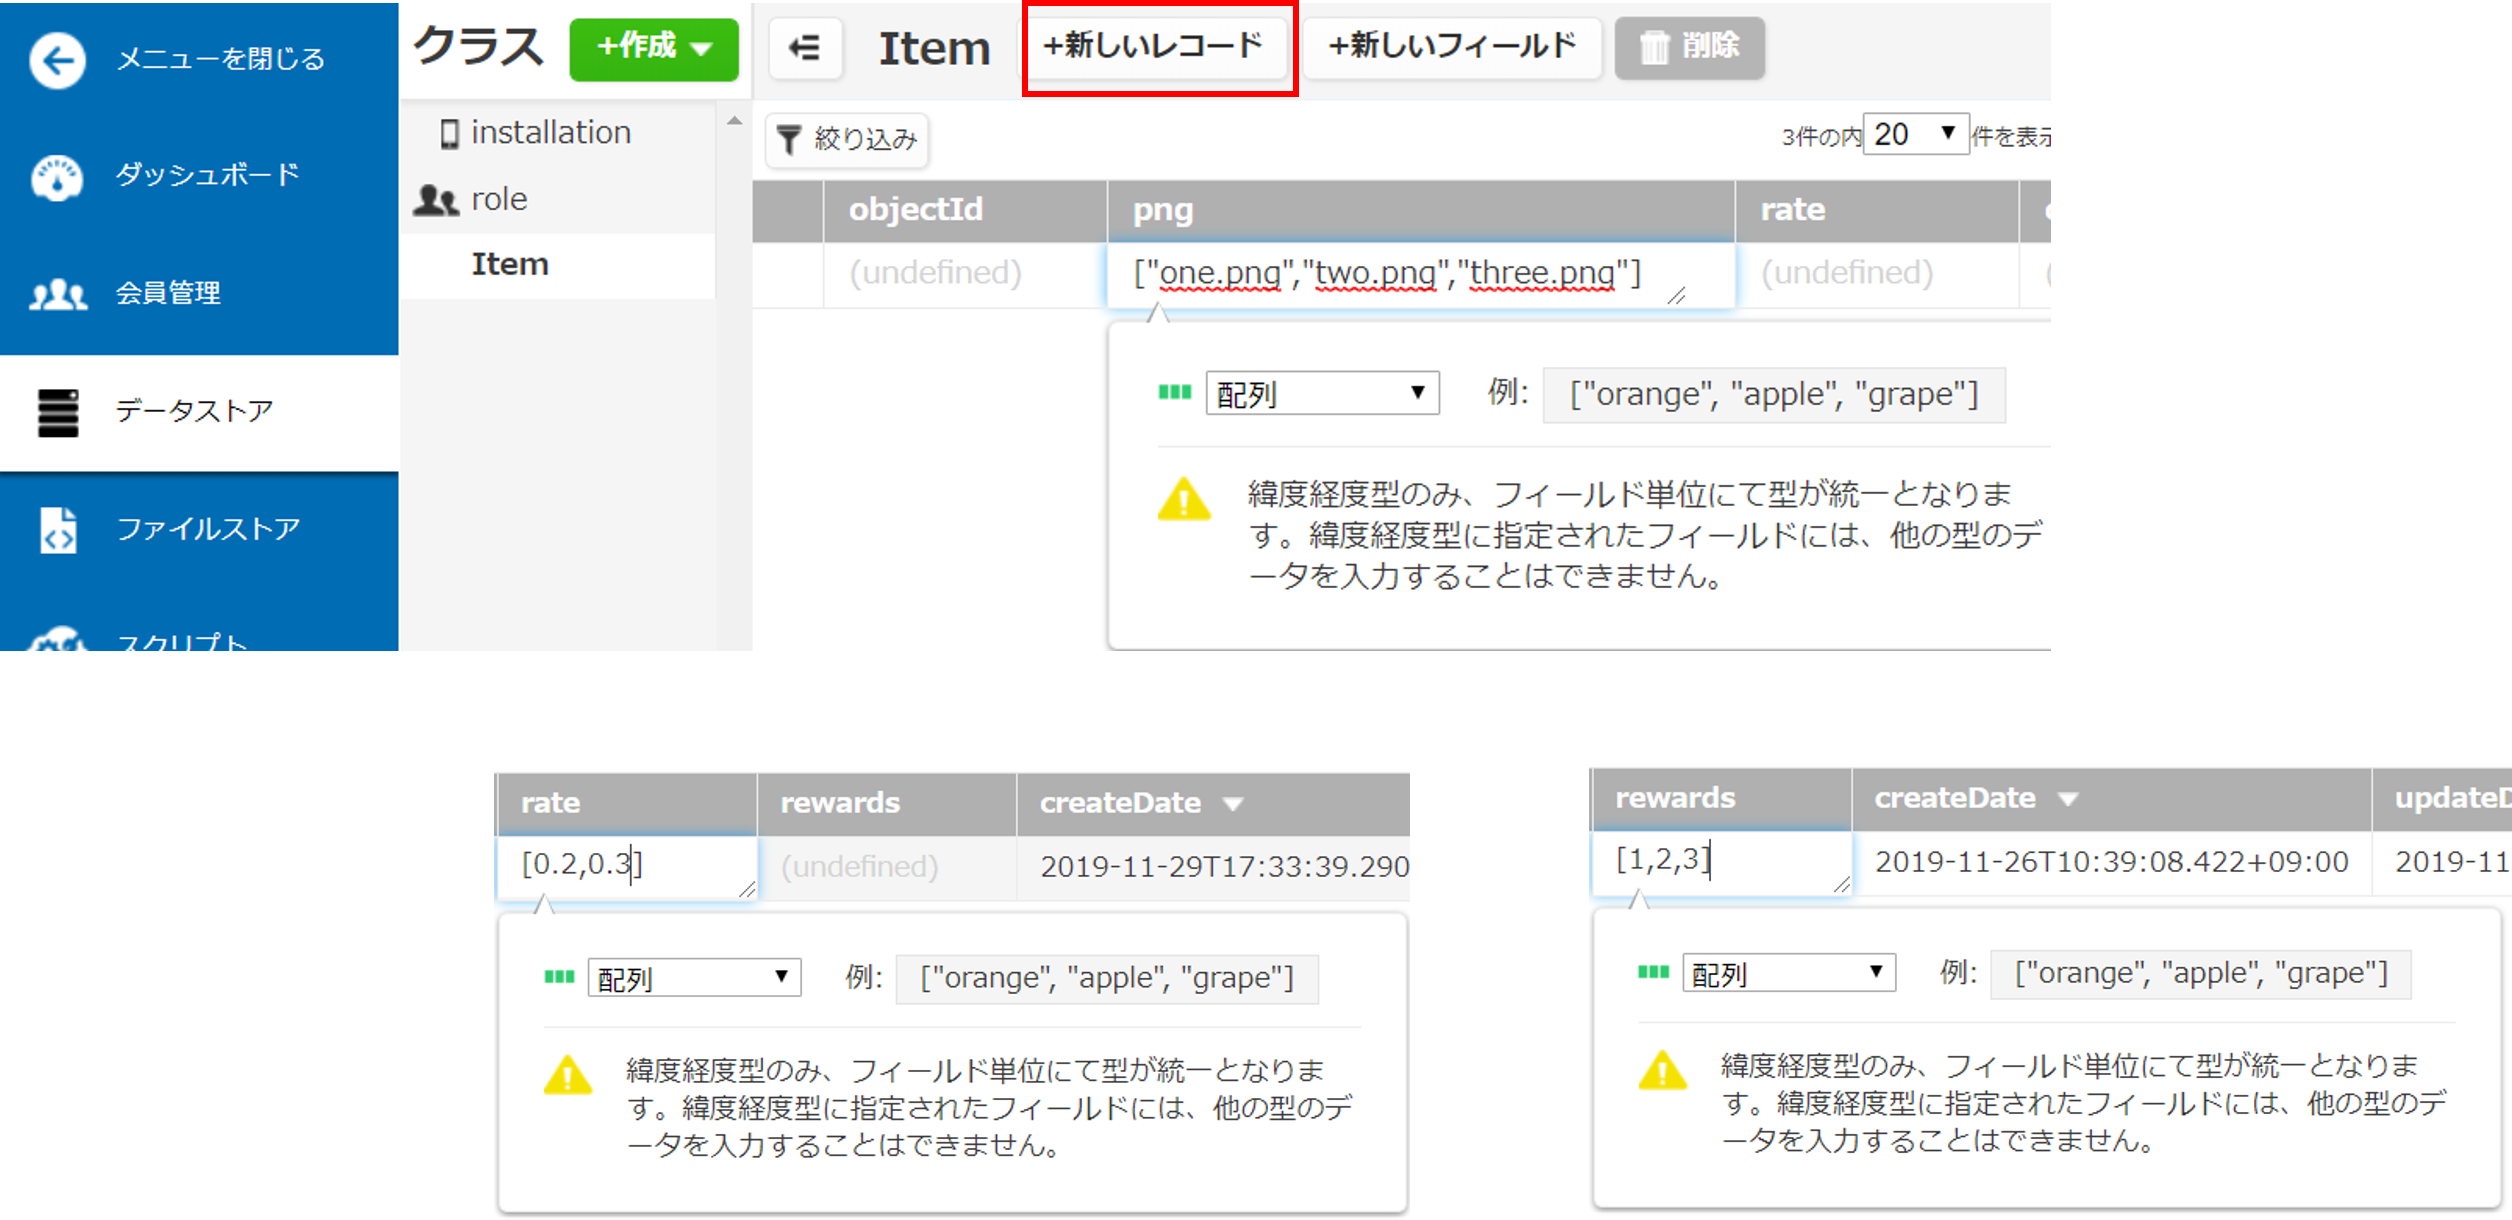 メニューを閉じる
ダッシュボード
会員管理
データストア
ファイルストア
スクリプト
クラス
+作成
installation
role
Item
Item
+新しいレコード
+新しいフィールド
削除
絞り込み
3件の内 20 件を表示
objectId png rate
(undefined) ["one.png","two.png","three.png"] (undefined)
配列 例: ["orange", "apple", "grape"]
緯度経度型のみ、フィールド単位にて型が統一となりま
す。緯度経度型に指定されたフィールドには、他の型のデ
ータを入力することはできません。
rate rewards createDate
[0.2,0.3] (undefined) 2019-11-29T17:33:39.290
配列 例: ["orange", "apple", "grape"]
緯度経度型のみ、フィールド単位にて型が統一となりま
す。緯度経度型に指定されたフィールドには、他の型のデ
ータを入力することはできません。
rewards createDate updateD
[1,2,3] 2019-11-26T10:39:08.422+09:00 2019-11
配列 例: ["orange", "apple", "grape"]
緯度経度型のみ、フィールド単位にて型が統一となりま
す。緯度経度型に指定されたフィールドには、他の型のデ
ータを入力することはできません。